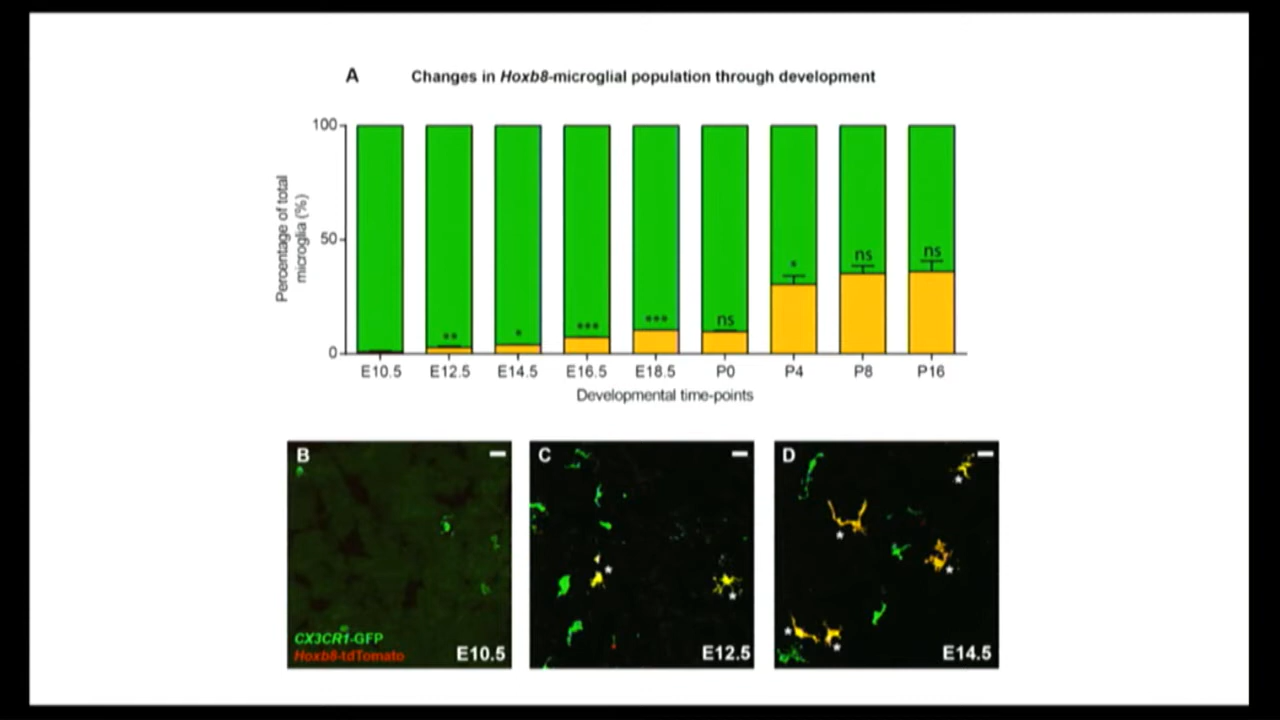 A Changes in Hoxb8-microglial population through development
100
50
0
Percentage of total
microglia (%)
** * *** *** ns * ns ns
E10.5 E12.5 E14.5 E16.5 E18.5 P0 P4 P8 P16
Developmental time-points
B
CX3CR1-GFP
Hoxb8-tdTomato
E10.5
C
* *
E12.5
D
* * * * *
E14.5